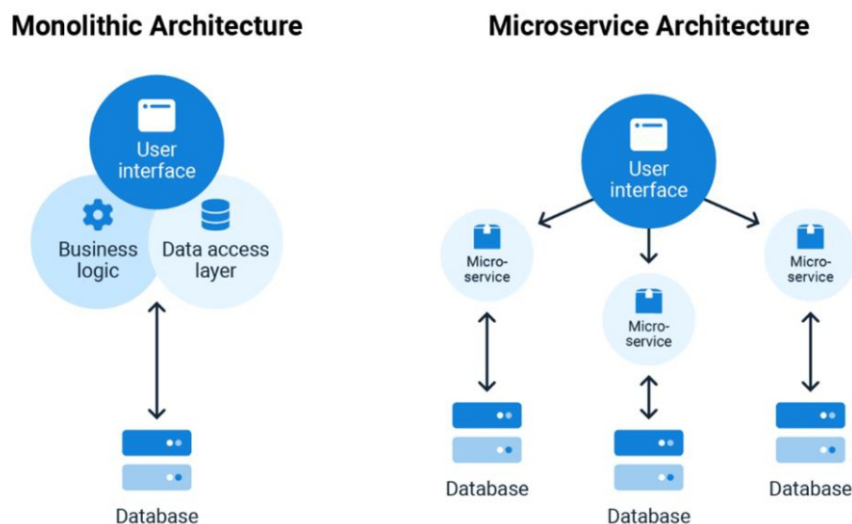 Monolithic Architecture
User
interface
Business
logic
Data access
layer
Database
Microservice Architecture
User
interface
Micro-
service
Micro-
service
Micro-
service
Database
Database
Database